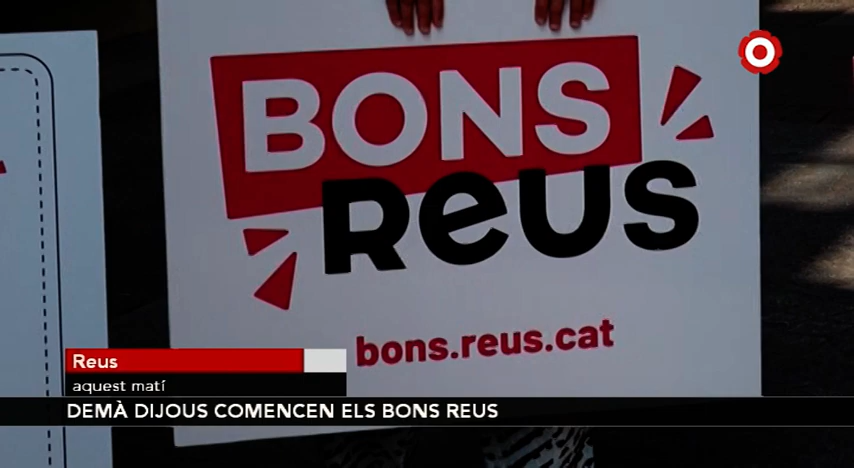 BONS
Reus
bons.reus.cat
Reus
aquest matí
DEMÀ DIJOUS COMENCEN ELS BONS REUS